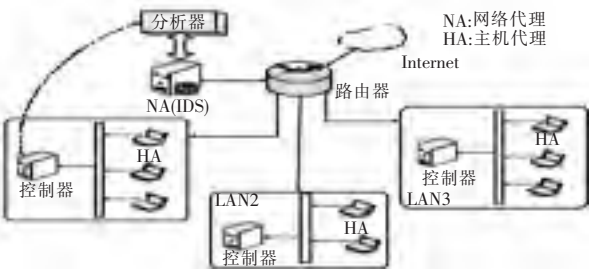 分析器
NA:网络代理
HA:主机代理
Internet
NA(IDS)
路由器
HA
控制器
LAN2
HA
控制器
HA
控制器
LAN3